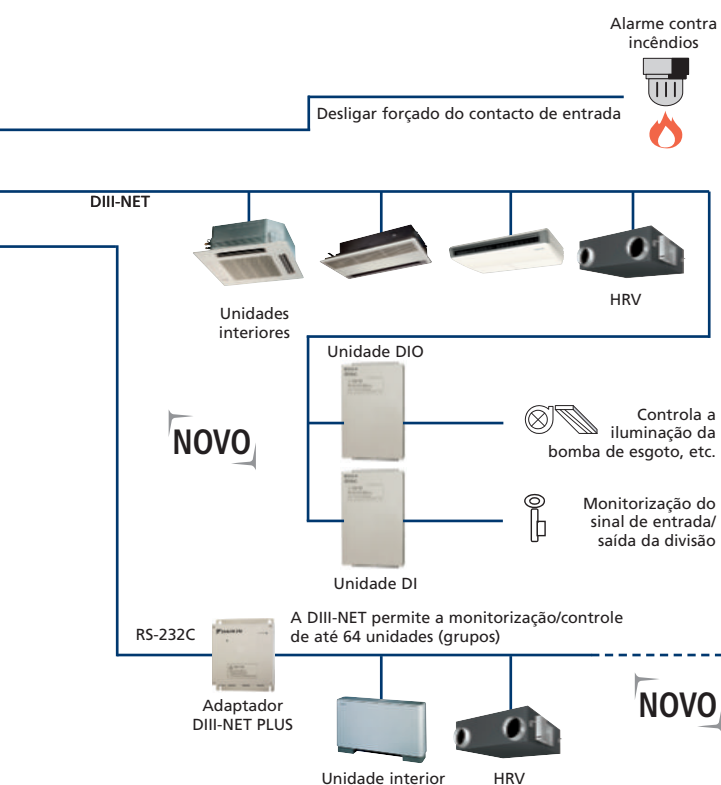 Alarme contra
incêndios
Desligar forçado do contacto de entrada
DIII-NET
Unidades
interiores
HRV
Unidade DIO
NOVO
Controla a
iluminação da
bomba de esgoto, etc.
Monitorização do
sinal de entrada/
saída da divisão
Unidade DI
RS-232C
A DIII-NET permite a monitorização/controle
de até 64 unidades (grupos)
Adaptador
DIII-NET PLUS
NOVO
Unidade interior
HRV